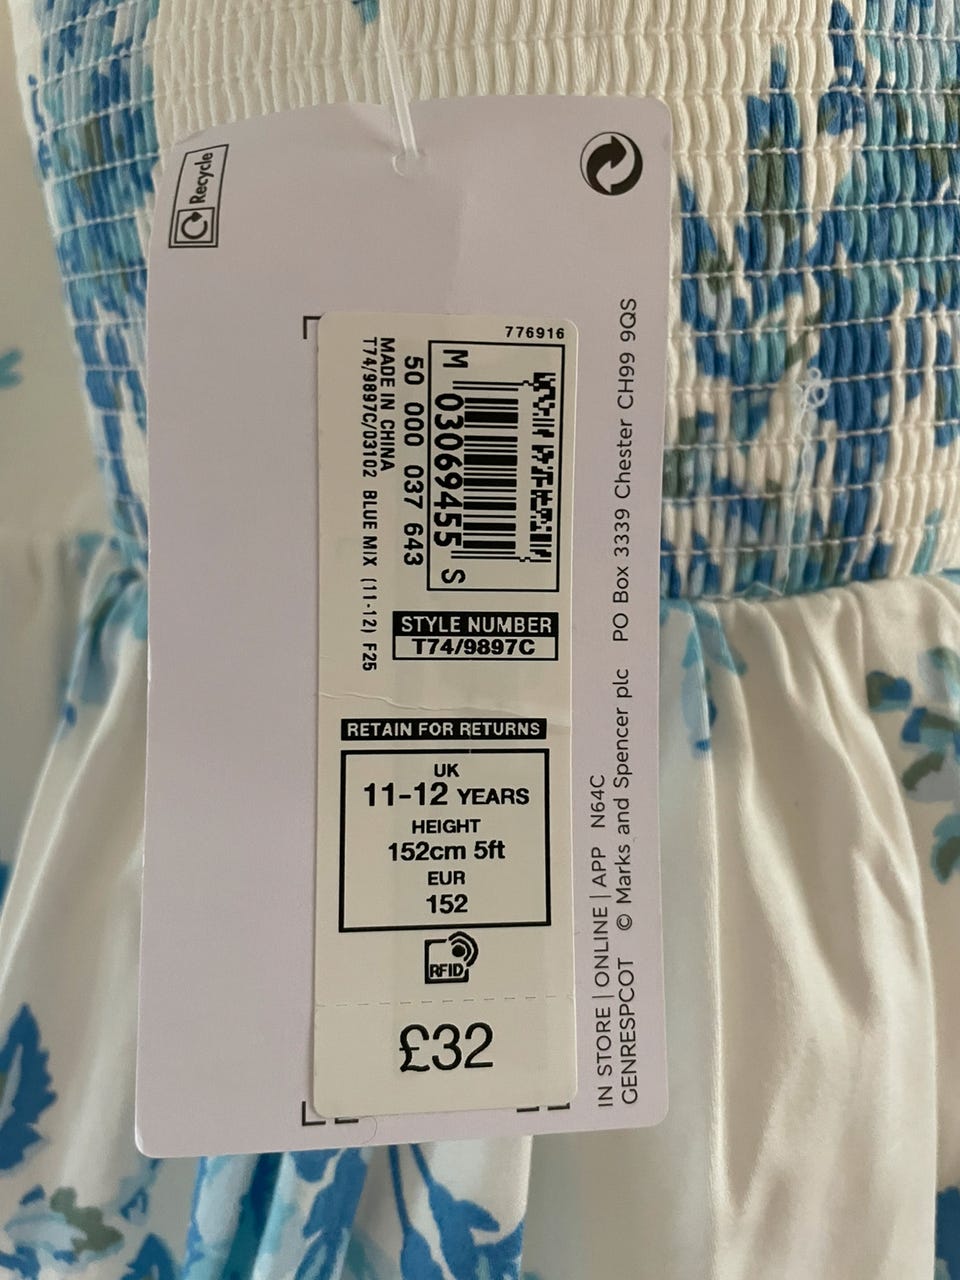 Recycle
776916
M 03069455 S
50 000 037 643
MADE IN CHINA
T74/9897C/03102 BLUE MIX (11-12) F25
STYLE NUMBER
T74/9897C
RETAIN FOR RETURNS
UK
11-12 YEARS
HEIGHT
152cm 5ft
EUR
152
RFID
£32
IN STORE | ONLINE | APP N64C
GENRESPCOT © Marks and Spencer plc PO Box 3339 Chester CH99 9QS